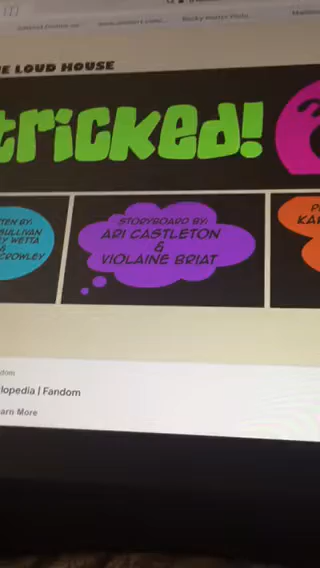 E LOUD HOUSE
tricked!
TEN BY:
SULLIVAN
Y WETTA
&
CROWLEY
STORYBOARD BY:
ARI CASTLETON
&
VIOLAINE BRIAT
KA
dom
lopedia | Fandom
arn More